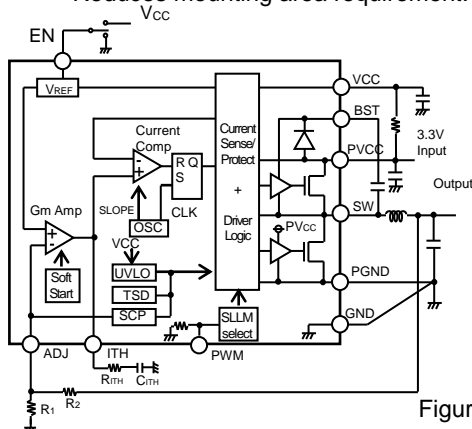 Reduces mounting area requirement.
VCC
EN
VREF
VCC
BST
Current
Comp
Current
Sense/
Protect
+
Driver
Logic
3.3V
Input
- +
R Q
S
PVCC
Output
Gm Amp
SLOPE
CLK
OSC
SW
+ -
VCC
PVCC
Soft
Start
UVLO
TSD
SCP
PGND
SLLM
select
GND
ADJ
ITH
PWM
RITH
CITH
R1
R2
Figur